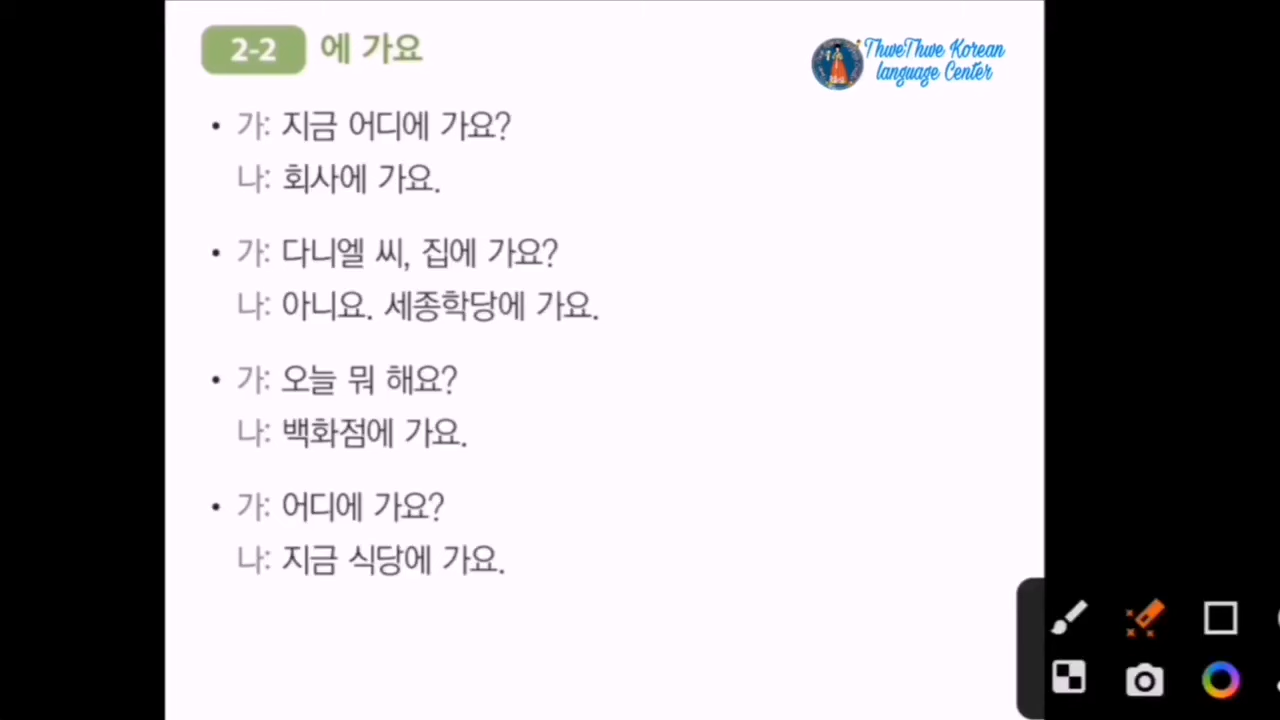 2-2 에 가요
ThweThwe Korean
language Center
• 가: 지금 어디에 가요?
나: 회사에 가요.
• 가: 다니엘 씨, 집에 가요?
나: 아니요. 세종학당에 가요.
• 가: 오늘 뭐 해요?
나: 백화점에 가요.
• 가: 어디에 가요?
나: 지금 식당에 가요.